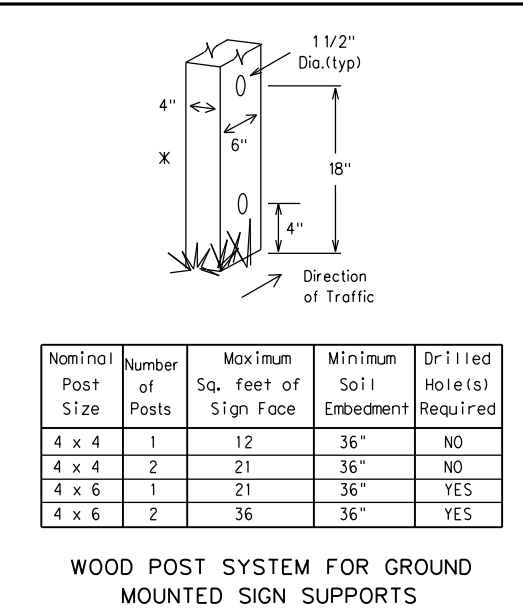 1 1/2"
Dia.(typ)
4"
6"
Ж
18"
4"
Direction
of Traffic
Nominal Post Size
Number of Posts
Maximum Sq. feet of Sign Face
Minimum Soil Embedment
Drilled Hole(s) Required
4 x 4 1 12 36" NO
4 x 4 2 21 36" NO
4 x 6 1 21 36" YES
4 x 6 2 36 36" YES
WOOD POST SYSTEM FOR GROUND
MOUNTED SIGN SUPPORTS